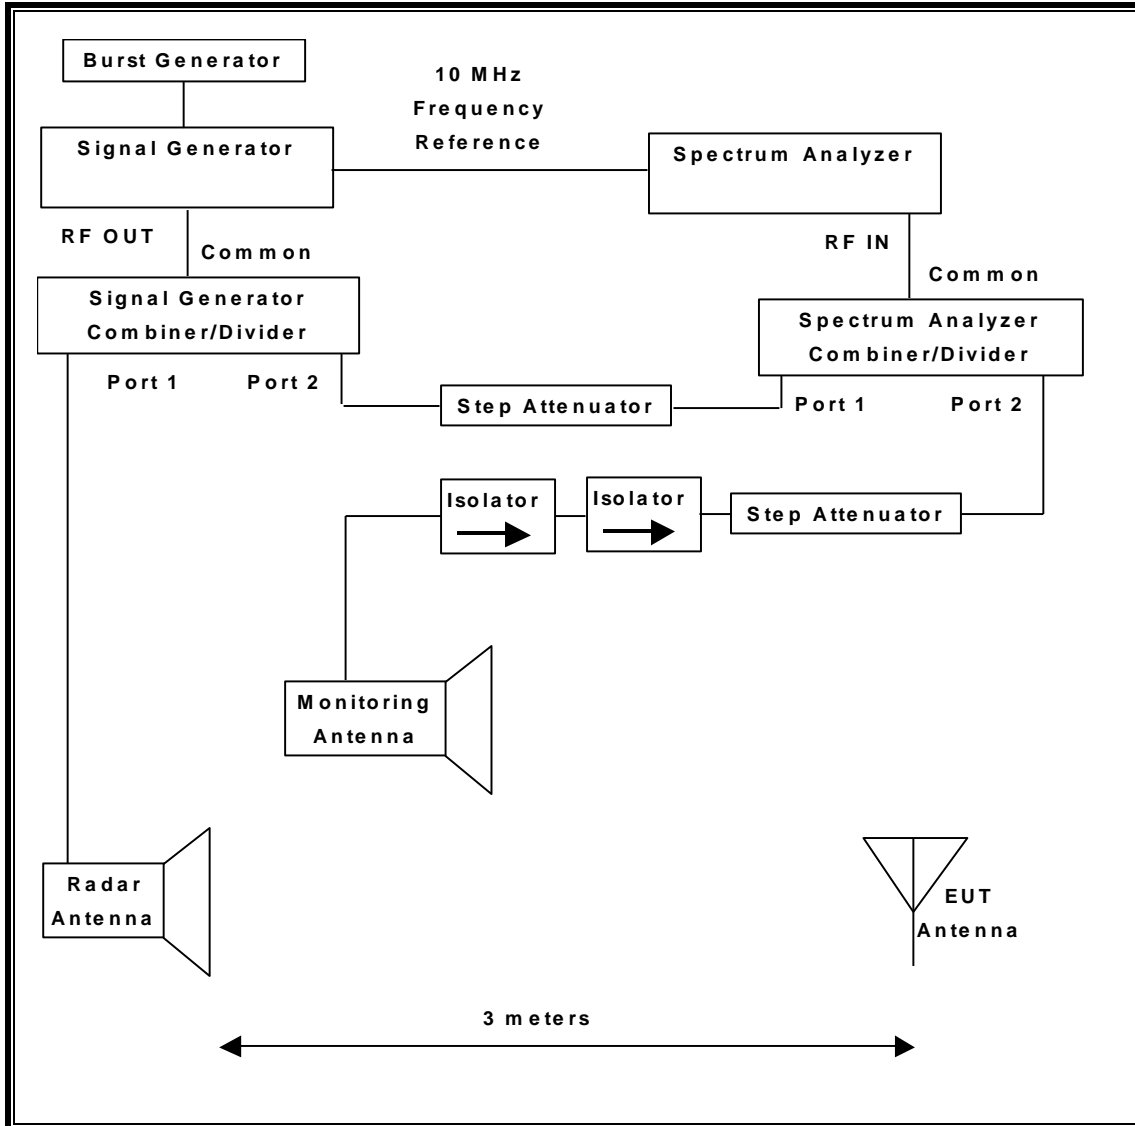 Burst Generator
10 MHz
Frequency
Reference
Signal Generator
Spectrum Analyzer
RF OUT
Common
RF IN
Common
Signal Generator
Combiner/Divider
Spectrum Analyzer
Combiner/Divider
Port 1
Port 2
Step Attenuator
Port 1
Port 2
Isolator
Isolator
Step Attenuator
Monitoring
Antenna
Radar
Antenna
EUT
Antenna
3 meters